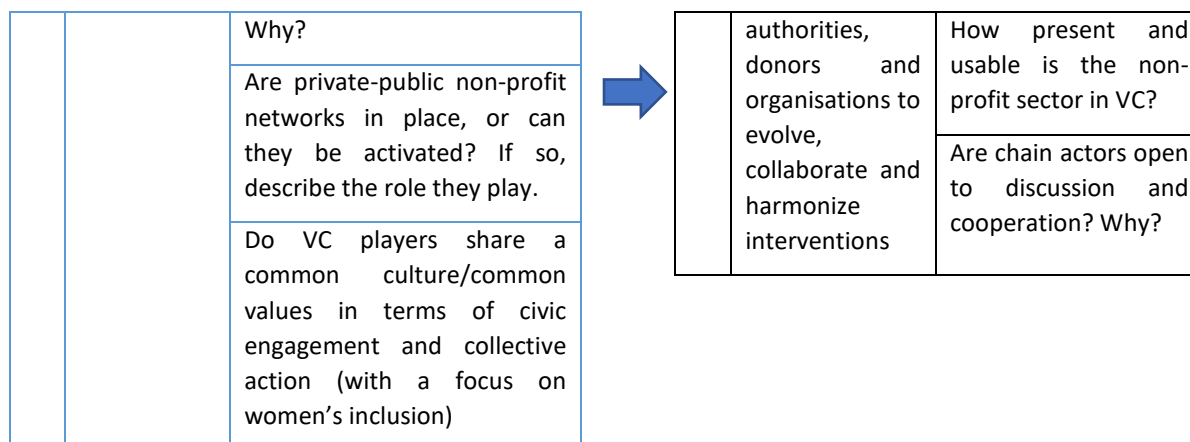 Why?
Are private-public non-profit
networks in place, or can
they be activated? If so,
describe the role they play.
Do VC players share a
common culture/common
values in terms of civic
engagement and collective
action (with a focus on
women's inclusion)
authorities,
donors and
organisations to
evolve,
collaborate and
harmonize
interventions
How present and
usable is the non-
profit sector in VC?
Are chain actors open
to discussion and
cooperation? Why?